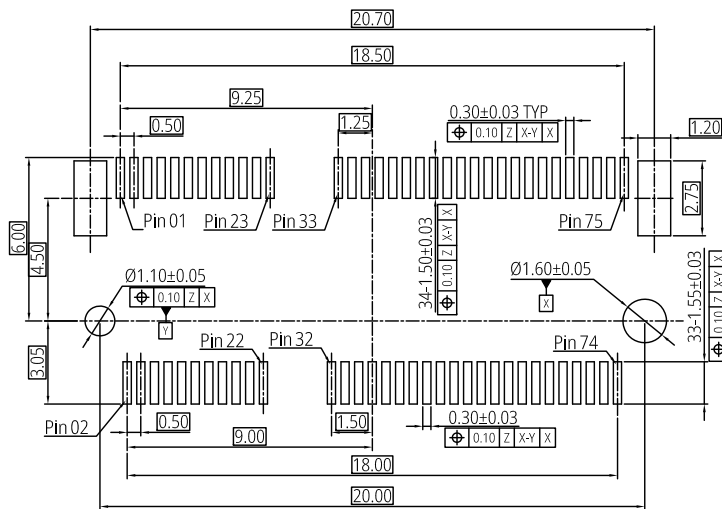 20.70
18.50
9.25
1.25
0.50
0.30±0.03 TYP
⌖ 0.10 Z X-Y X
1.20
2.75
6.00
4.50
3.05
Pin 01
Pin 23
Pin 33
Pin 75
34-1.50±0.03
⌖ 0.10 Z X-Y X
Ø1.10±0.05
⌖ 0.10 Z X
Y
Ø1.60±0.05
X
33-1.55±0.03
⌖ 0.10 Z X-Y X
Pin 22
Pin 32
Pin 74
Pin 02
0.50
1.50
0.30±0.03
⌖ 0.10 Z X-Y X
9.00
18.00
20.00